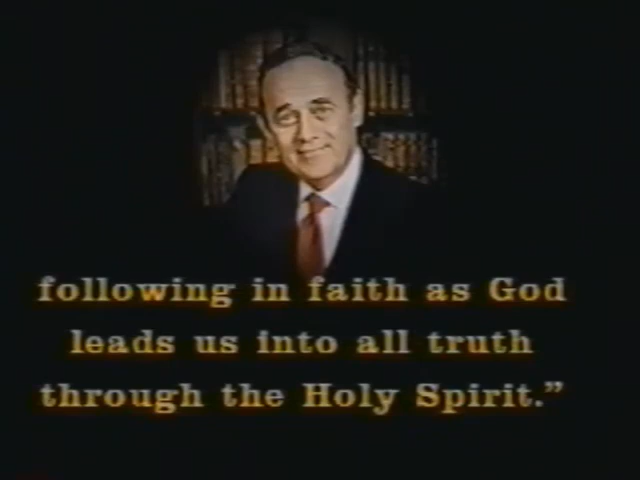 following in faith as God
leads us into all truth
through the Holy Spirit.”